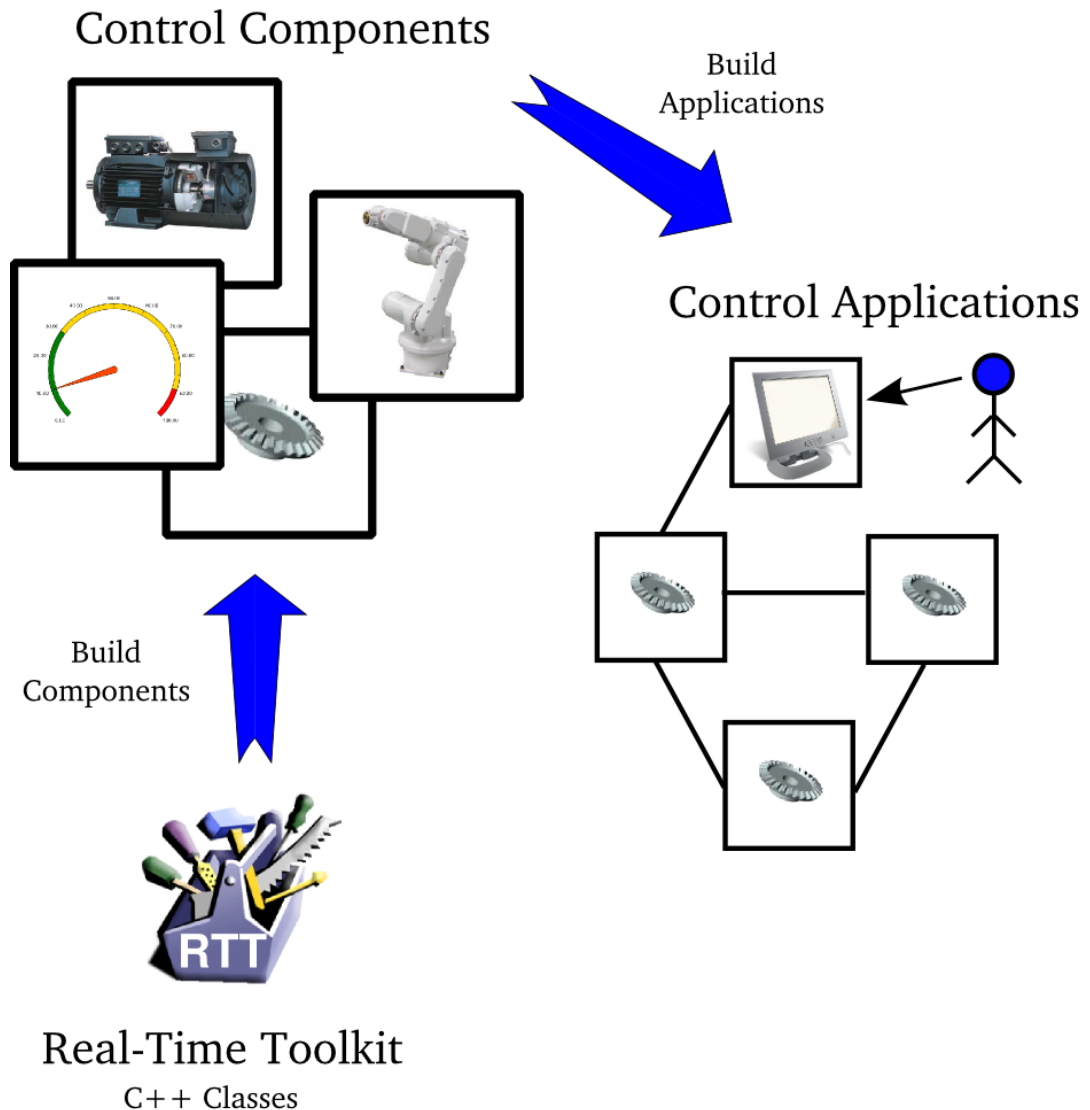 Control Components
Build
Applications
Control Applications
Build
Components
RTT
Real-Time Toolkit
C++ Classes